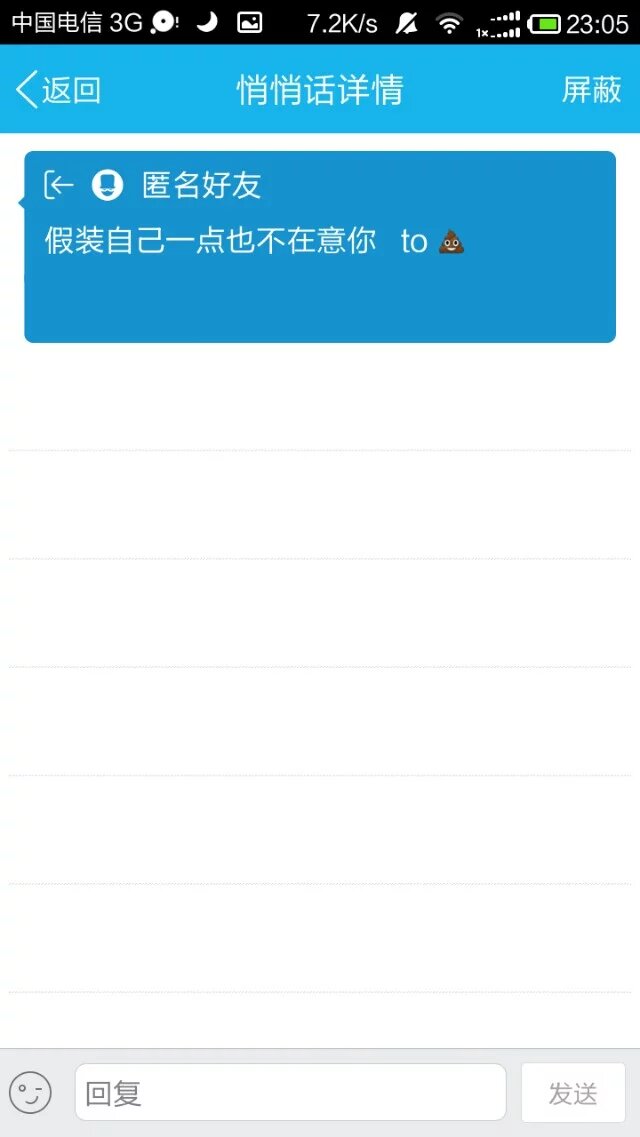 中国电信 3G 7.2K/s 1x 23:05
返回 悄悄话详情 屏蔽
匿名好友
假装自己一点也不在意你 to 💩
回复 发送